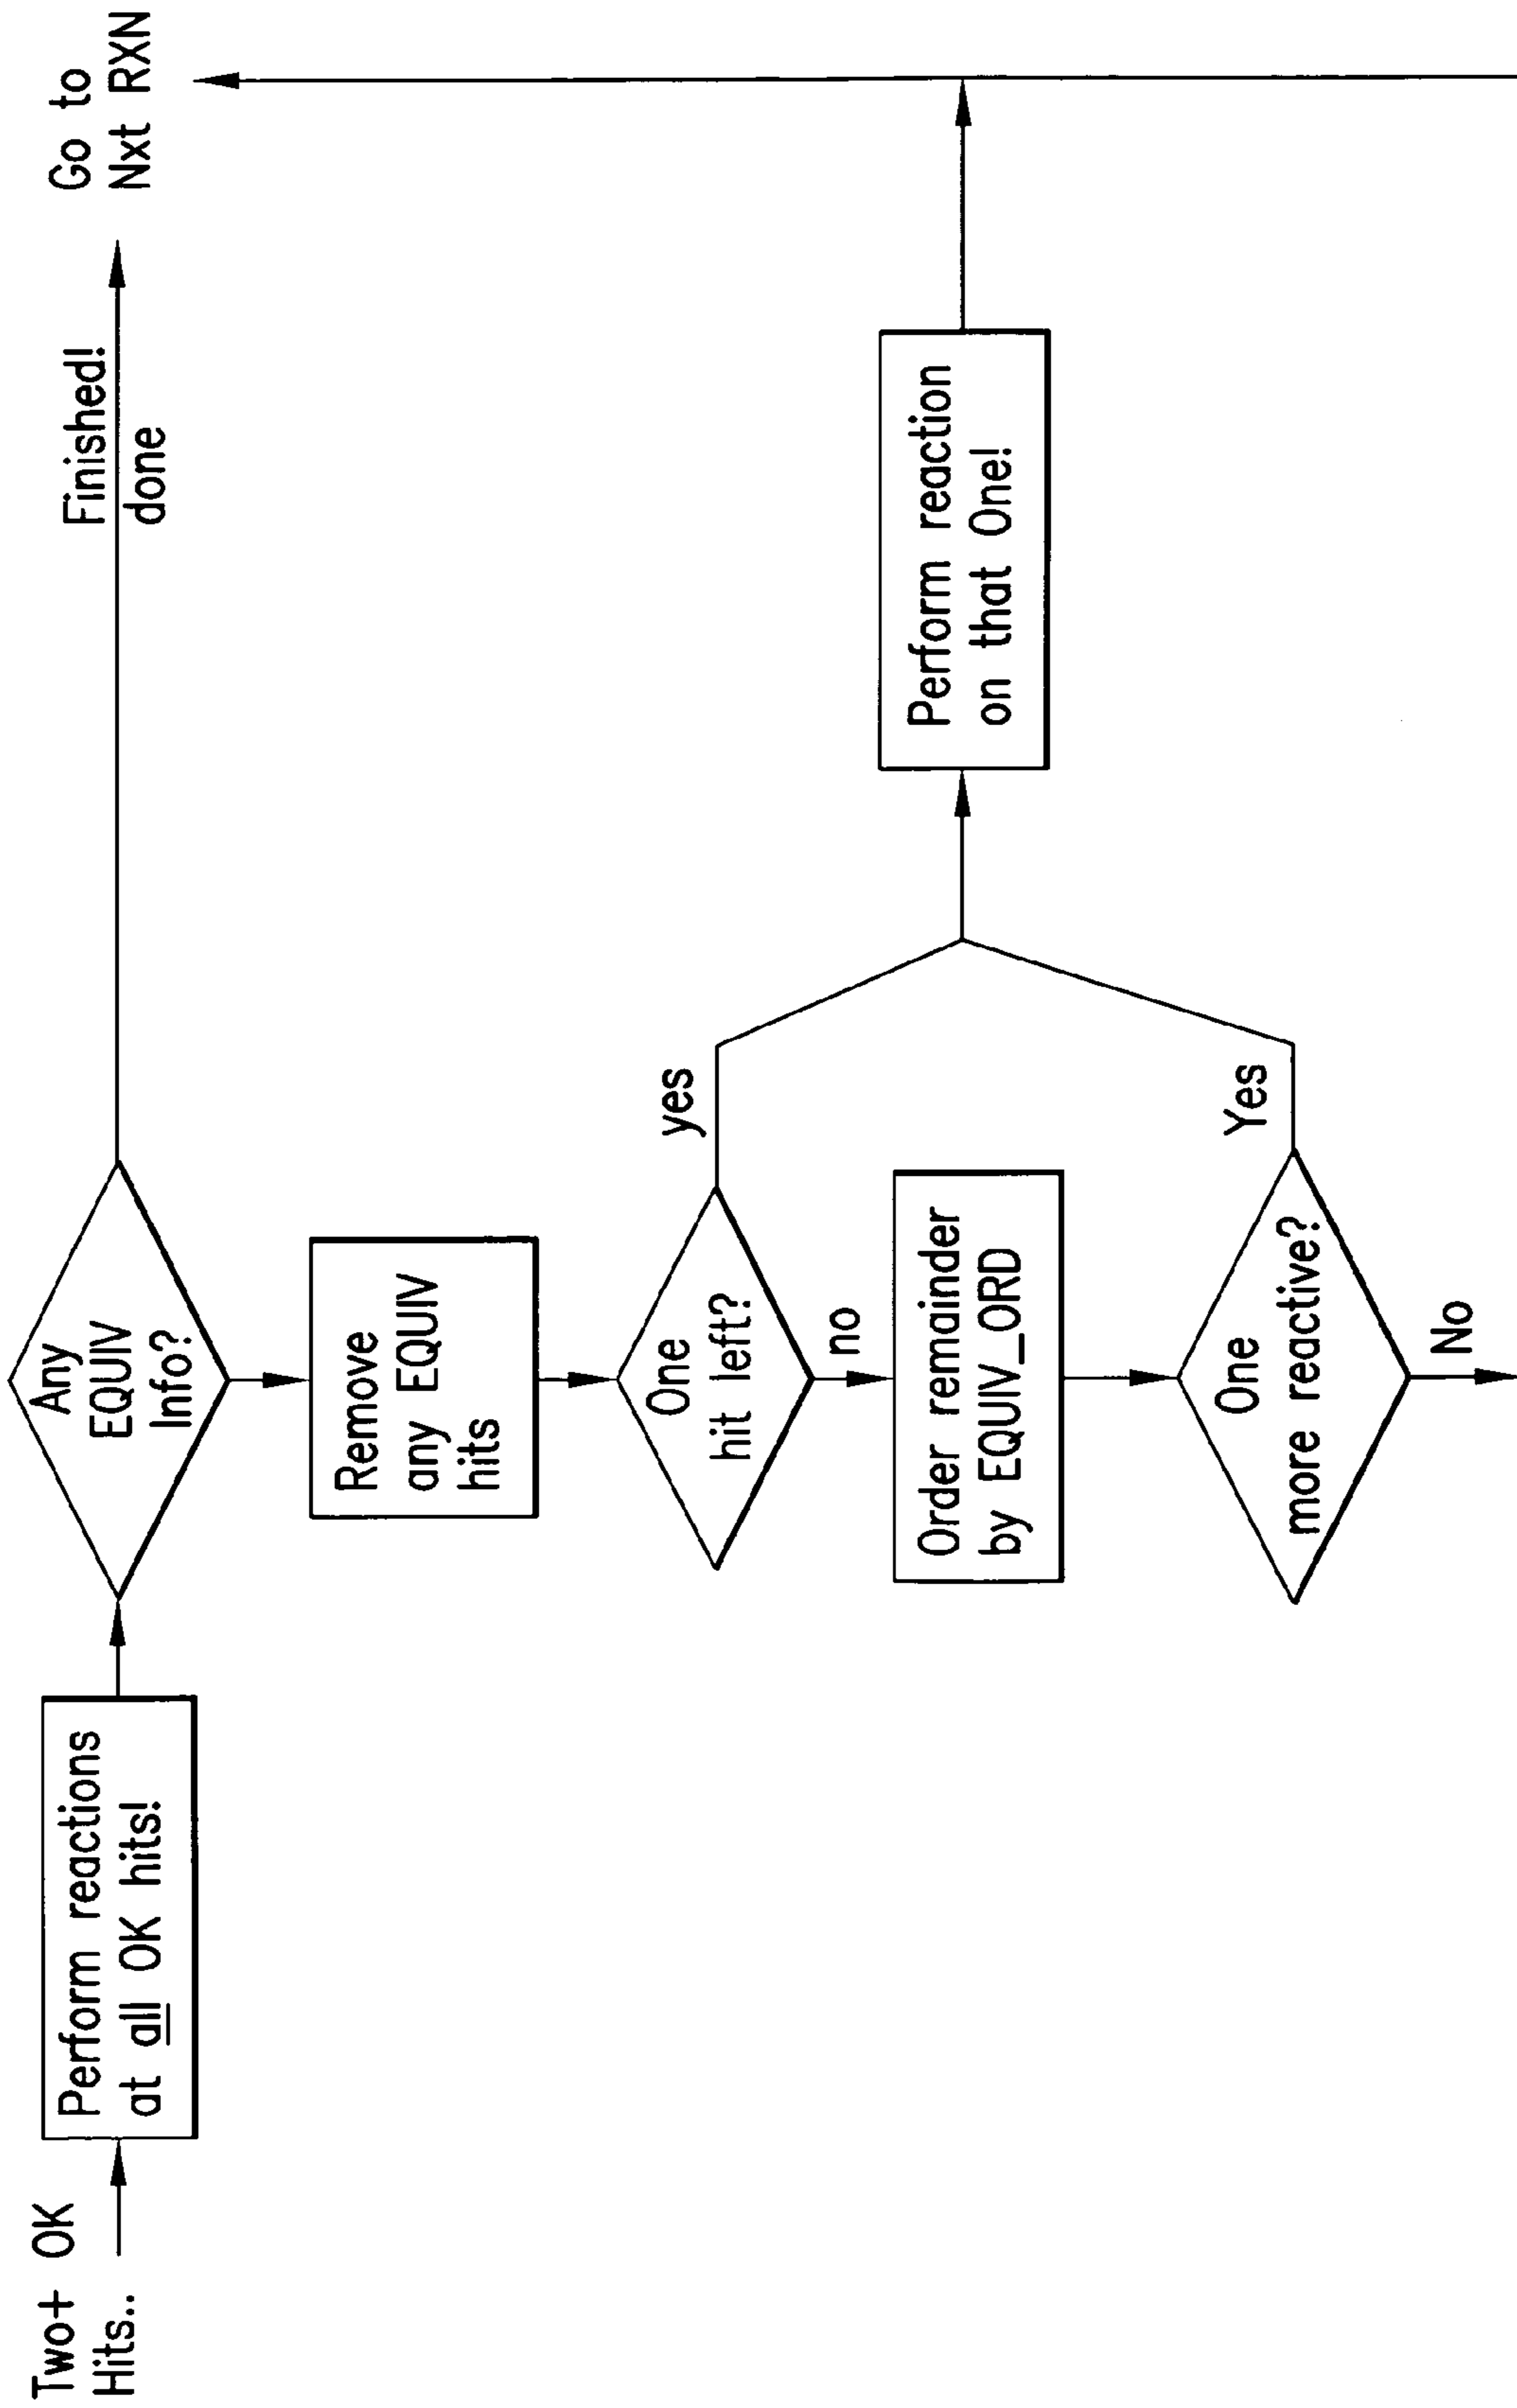 Two+ OK
Hits..
Perform reactions
at all OK hits!
Any
EQUIV
Info?
Finished!
done
Go to
Nxt RXN
Remove
any EQUIV
hits
One
hit left?
yes
no
Order remainder
by EQUIV_ORD
Perform reaction
on that One!
One
more reactive?
Yes
No